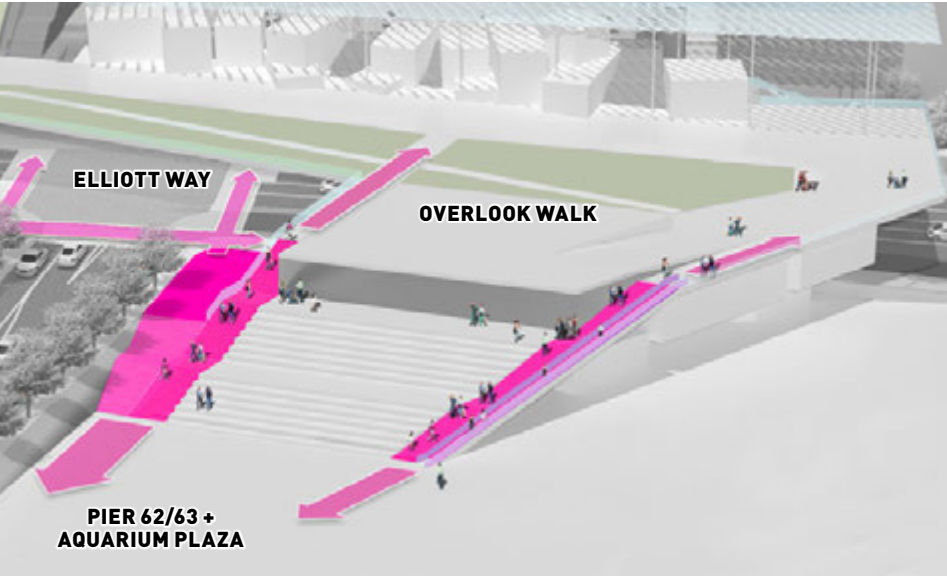 ELLIOTT WAY
OVERLOOK WALK
PIER 62/63 +
AQUARIUM PLAZA